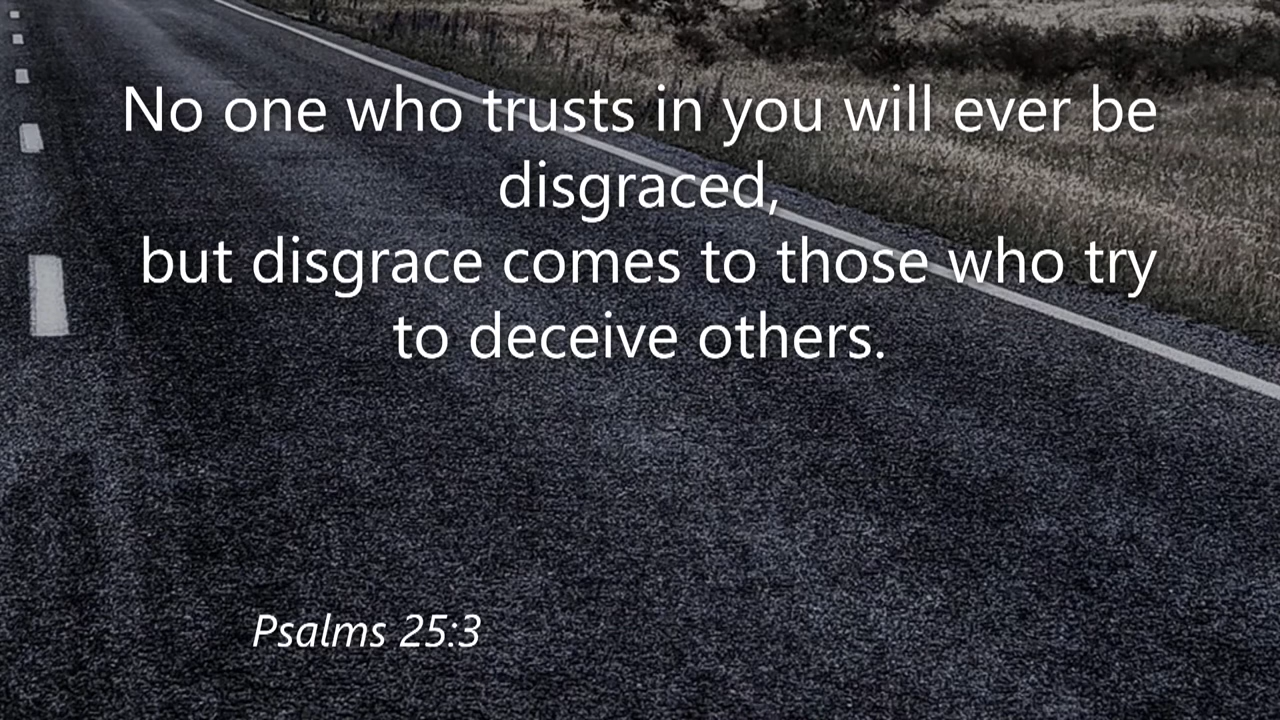 No one who trusts in you will ever be
disgraced,
but disgrace comes to those who try
to deceive others.
Psalms 25:3